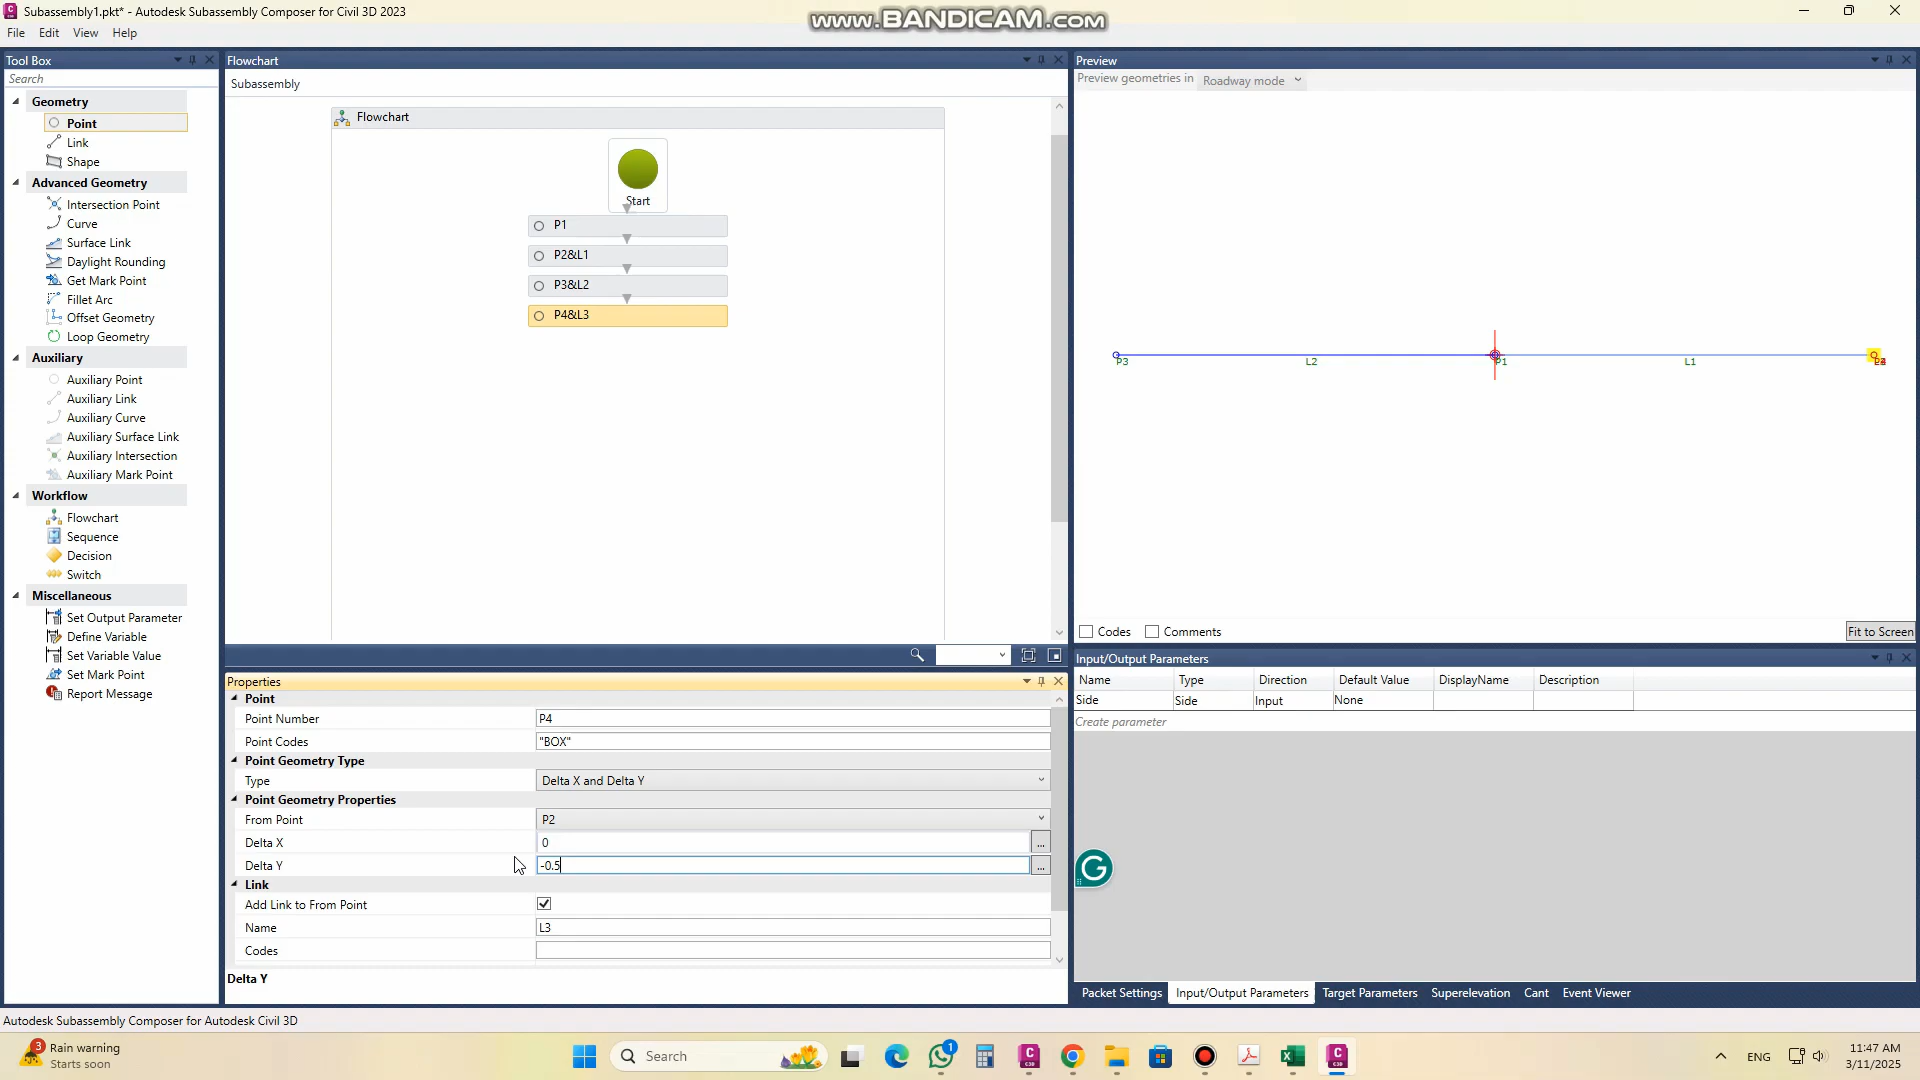 Subassembly1.pkt* - Autodesk Subassembly Composer for Civil 3D 2023
www.BANDICAM.com
File Edit View Help
Tool Box
Search
Geometry
Point
Link
Shape
Advanced Geometry
Intersection Point
Curve
Surface Link
Daylight Rounding
Get Mark Point
Fillet Arc
Offset Geometry
Loop Geometry
Auxiliary
Auxiliary Point
Auxiliary Link
Auxiliary Curve
Auxiliary Surface Link
Auxiliary Intersection
Auxiliary Mark Point
Workflow
Flowchart
Sequence
Decision
Switch
Miscellaneous
Set Output Parameter
Define Variable
Set Variable Value
Set Mark Point
Report Message
Flowchart
Subassembly
Flowchart
Start
P1
P2&L1
P3&L2
P4&L3
Properties
Point
Point Number P4
Point Codes "BOX"
Point Geometry Type
Type Delta X and Delta Y
Point Geometry Properties
From Point P2
Delta X 0 ...
Delta Y -0.5 ...
Link
Add Link to From Point
Name L3
Codes
Delta Y
Preview
Preview geometries in Roadway mode
P3 L2 P1 L1
Codes Comments Fit to Screen
Input/Output Parameters
Name Type Direction Default Value DisplayName Description
Side Side Input None
Create parameter
G
Packet Settings Input/Output Parameters Target Parameters Superelevation Cant Event Viewer
Autodesk Subassembly Composer for Autodesk Civil 3D
3
Rain warning
Starts soon
Search
1
ENG
11:47 AM
3/11/2025